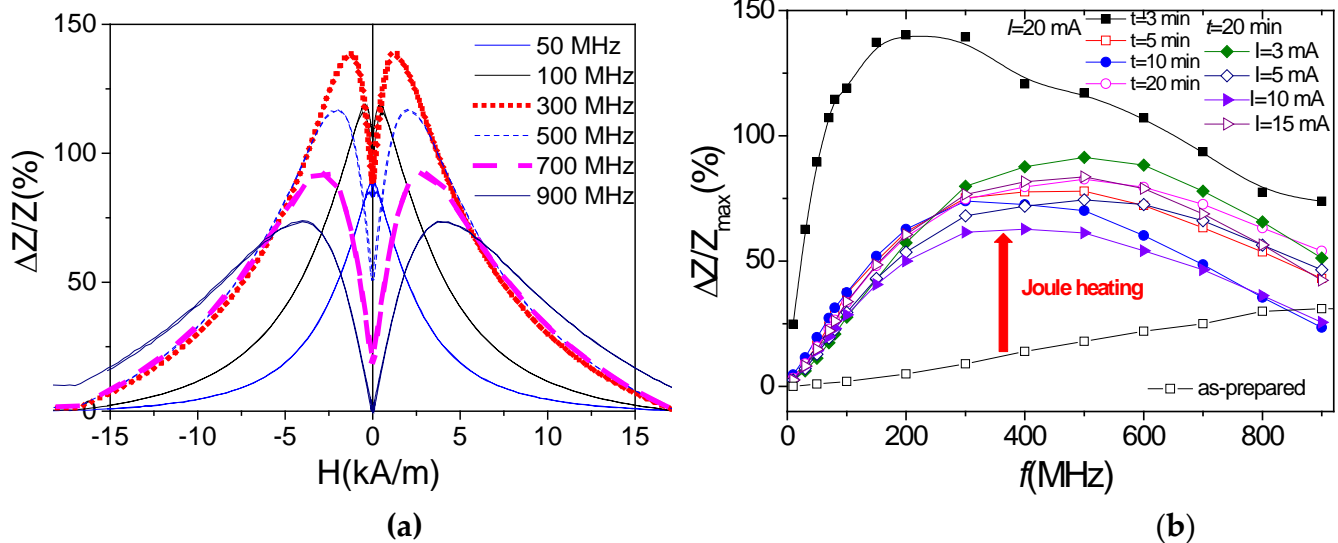 150
100
50
0
ΔZ/Z(%)
50 MHz
100 MHz
300 MHz
500 MHz
700 MHz
900 MHz
-15 -10 -5 0 5 10 15
H(kA/m)
(a)
150
100
50
0
ΔZ/Z_max(%)
I=20 mA
t=3 min
t=5 min
t=10 min
t=20 min
t=20 min
I=3 mA
I=5 mA
I=10 mA
I=15 mA
Joule heating
as-prepared
0 200 400 600 800
f(MHz)
(b)